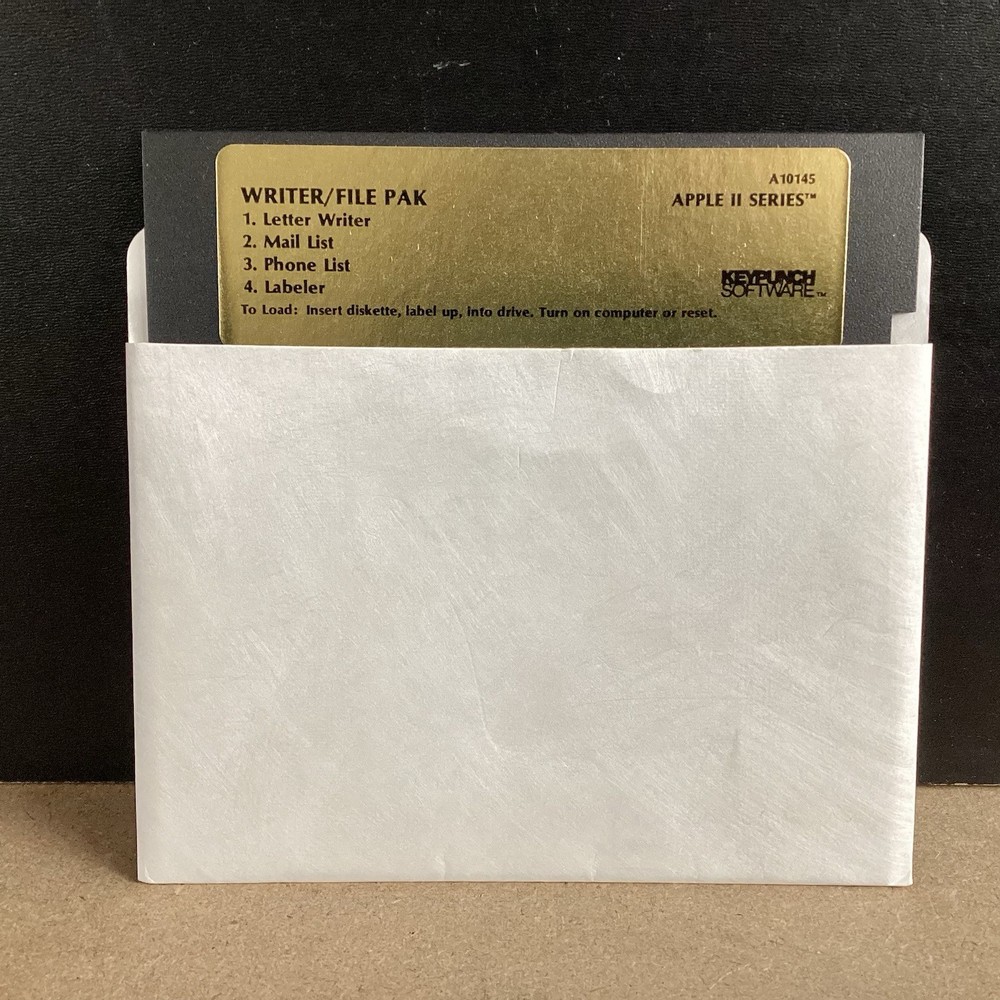 A10145
WRITER/FILE PAK APPLE II SERIES™
1. Letter Writer
2. Mail List
3. Phone List
4. Labeler
KEYPUNCH
SOFTWARE™
To Load: Insert diskette, label up, into drive. Turn on computer or reset.